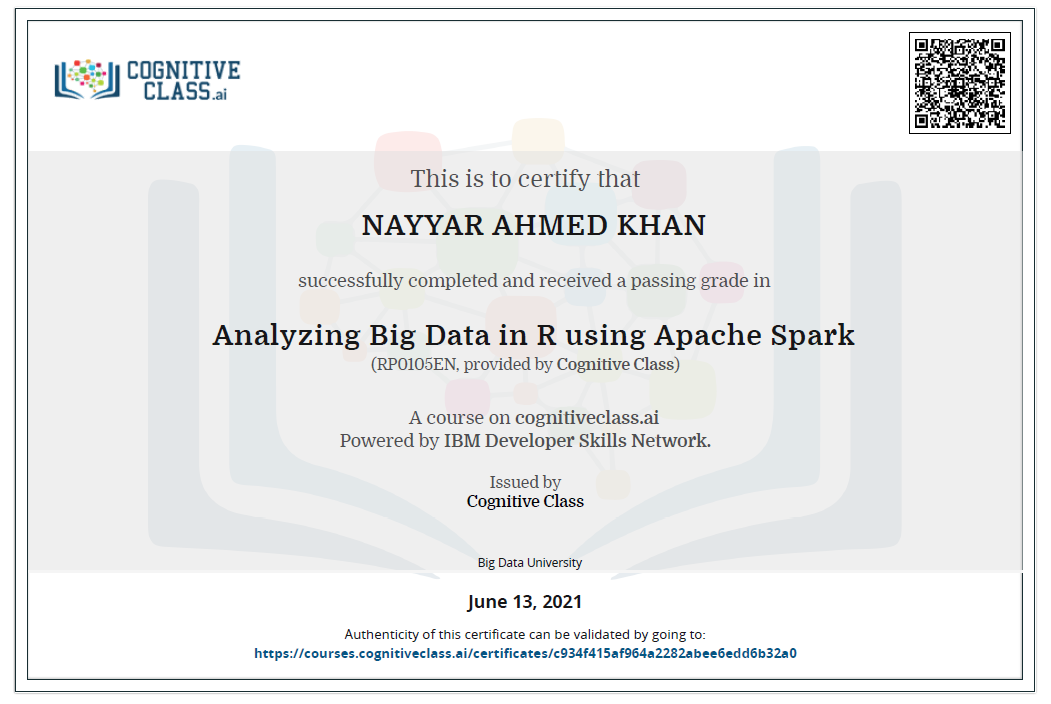 COGNITIVE
CLASS.ai
This is to certify that
NAYYAR AHMED KHAN
successfully completed and received a passing grade in
Analyzing Big Data in R using Apache Spark
(RP0105EN, provided by Cognitive Class)
A course on cognitiveclass.ai
Powered by IBM Developer Skills Network.
Issued by
Cognitive Class
Big Data University
June 13, 2021
Authenticity of this certificate can be validated by going to:
https://courses.cognitiveclass.ai/certificates/c934f415af964a2282abee6edd6b32a0